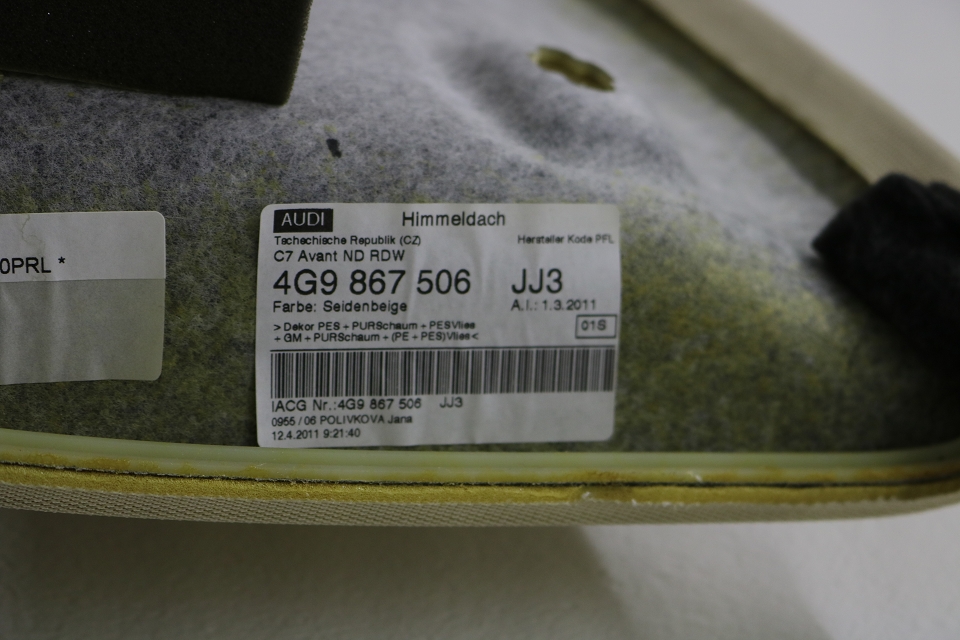 0PRL *
AUDI Himmeldach
Tschechische Republik (CZ) Hersteller Kode PFL
C7 Avant ND RDW
4G9 867 506 JJ3
Farbe: Seidenbeige A.I.: 1.3.2011
> Dekor PES + PURSchaum + PESVlies 01S
+ GM + PURSchaum + (PE + PES)Vlies <
IACG Nr.:4G9 867 506 JJ3
0955 / 06 POLIVKOVA Jana
12.4.2011 9:21:40